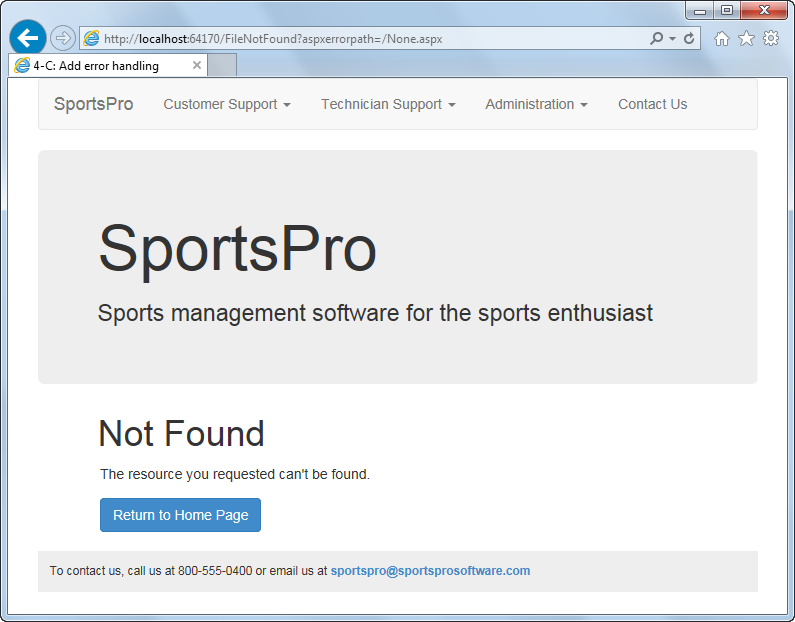 http://localhost:64170/FileNotFound?aspxerrorpath=/None.aspx
4-C: Add error handling
SportsPro Customer Support Technician Support Administration Contact Us
SportsPro
Sports management software for the sports enthusiast
Not Found
The resource you requested can't be found.
Return to Home Page
To contact us, call us at 800-555-0400 or email us at sportspro@sportsprosoftware.com